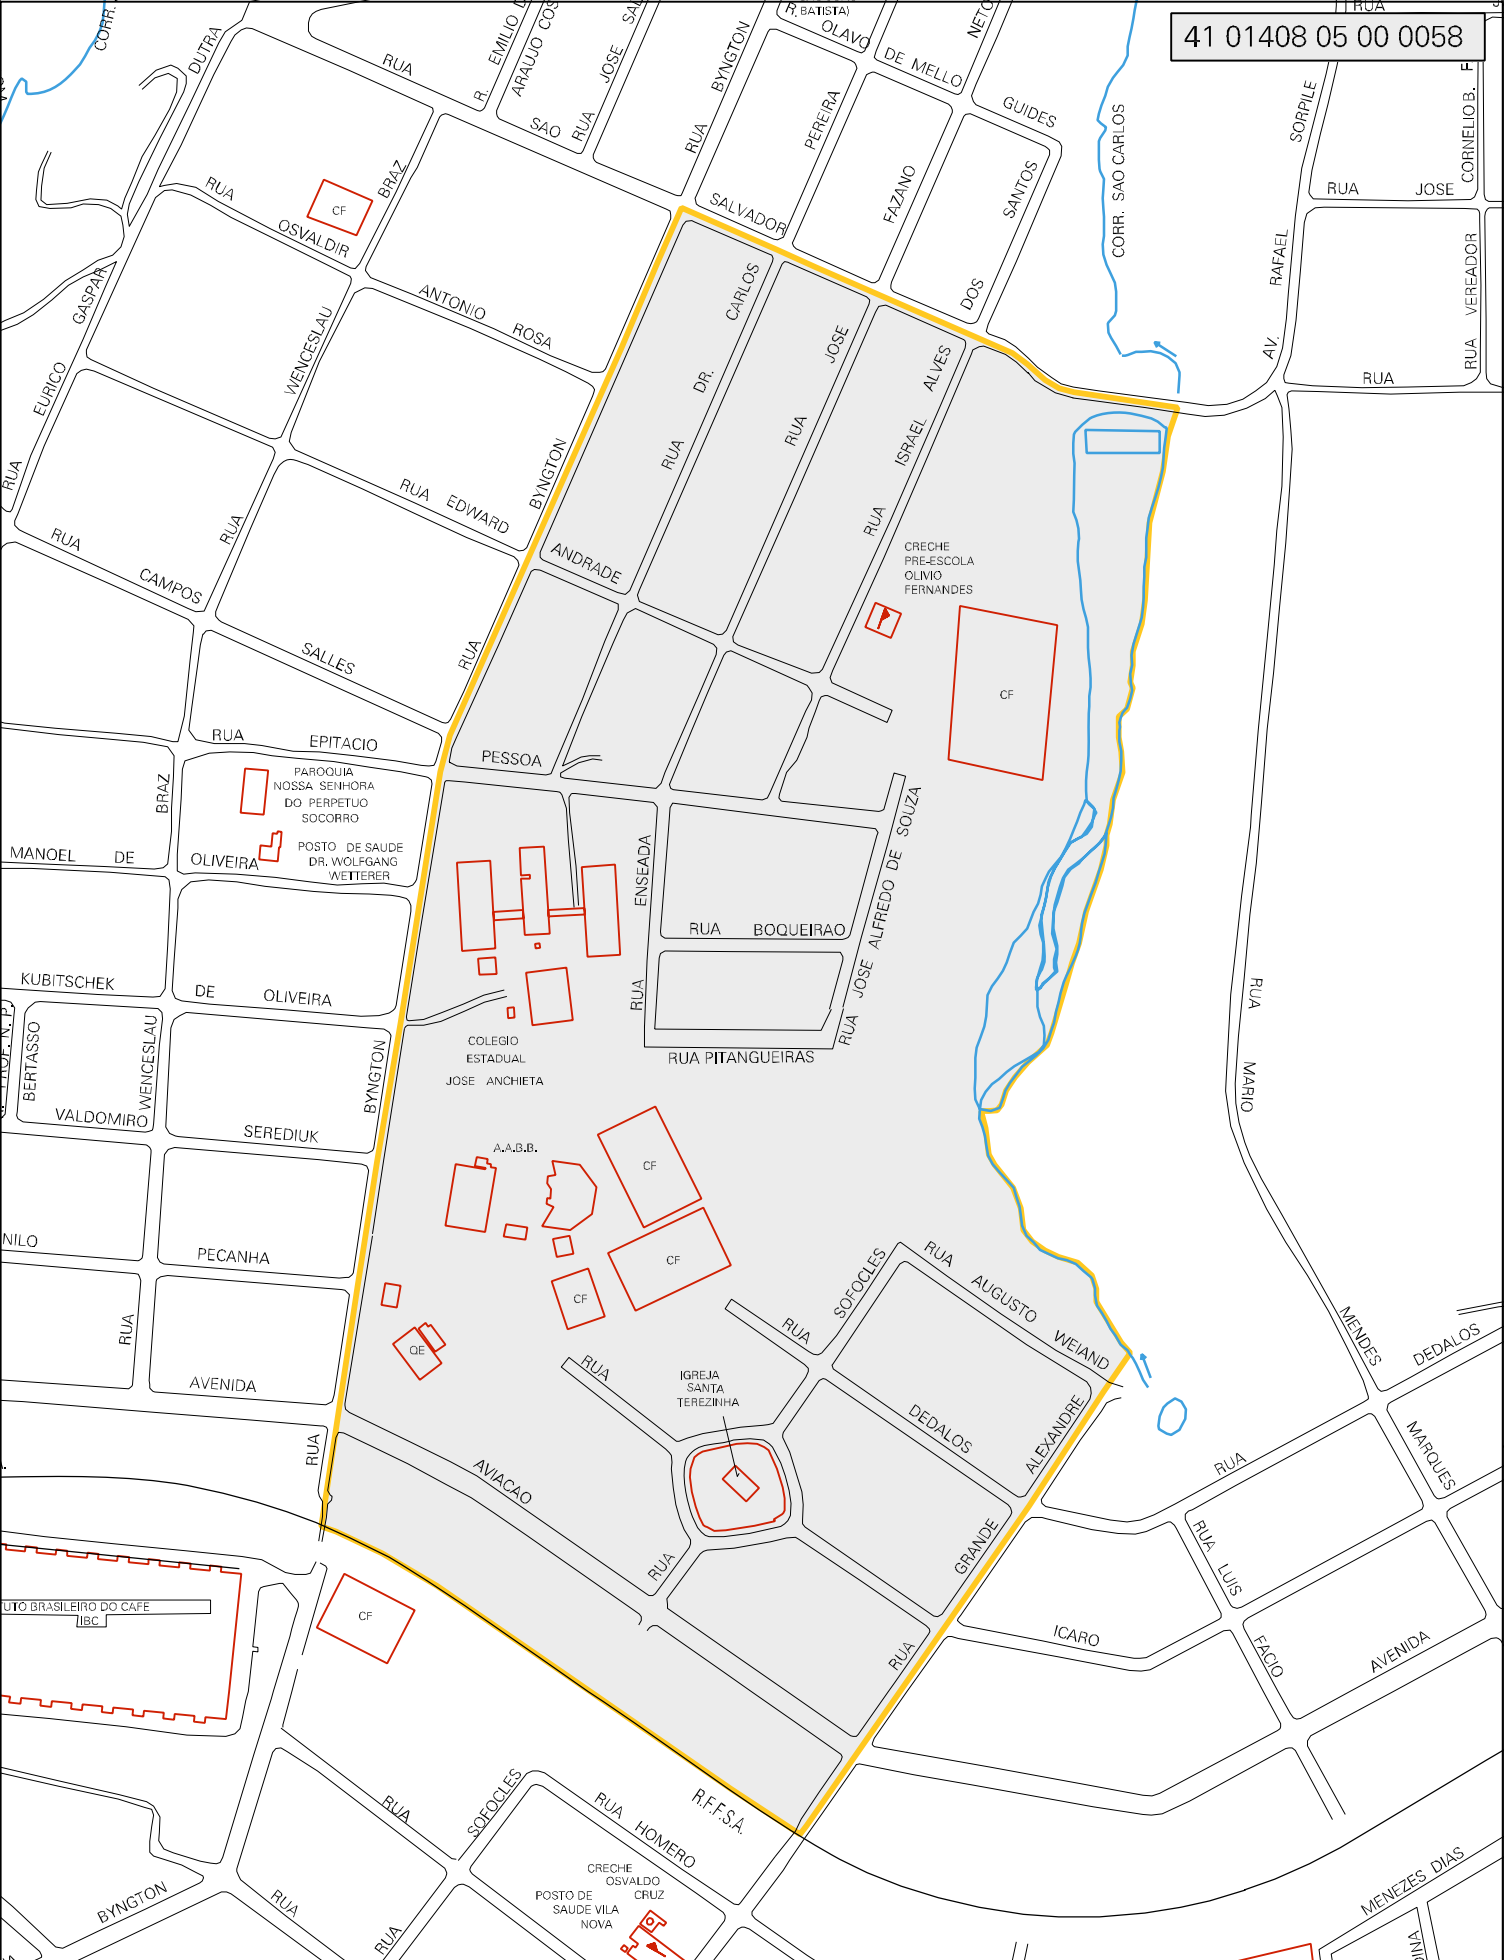 41 01408 05 00 0058
CORR.
DUTRA
RUA
R. EMILIO
ARAUJO COS
RUA JOSE SAL
RUA BYNGTON
R. BATISTA)
OLAVO DE MELLO
NETO
GUIDES
SAO
SALVADOR
PEREIRA
FAZANO
DOS SANTOS
CORR. SAO CARLOS
AV. RAFAEL SORPILE
RUA
CORNELIO B.
RUA JOSE
RUA VEREADOR
RUA
RUA OSVALDIR
CF
BRAZ
ANTONIO ROSA
RUA EURICO GASPAR
RUA WENCESLAU
RUA DR. CARLOS
RUA JOSE
RUA ISRAEL ALVES
RUA BYNGTON
RUA EDWARD
ANDRADE
RUA CAMPOS
SALLES
CRECHE
PRE-ESCOLA
OLIVIO
FERNANDES
CF
RUA EPITACIO
PESSOA
PAROQUIA
NOSSA SENHORA
DO PERPETUO
SOCORRO
POSTO DE SAUDE
DR. WOLFGANG
WETTERER
BRAZ
MANOEL DE OLIVEIRA
RUA ENSEADA
RUA BOQUEIRAO
RUA JOSE ALFREDO DE SOUZA
RUA PITANGUEIRAS
KUBITSCHEK DE OLIVEIRA
BERTASSO
WENCESLAU
BYNGTON
VALDOMIRO SEREDIUK
COLEGIO
ESTADUAL
JOSE ANCHIETA
RUA MARIO MENDES MARQUES
A.A.B.B.
CF
CF
CF
QE
NILO PECANHA
RUA
AVENIDA
RUA
RUA SOFOCLES
RUA AUGUSTO WEIAND
RUA
IGREJA
SANTA
TEREZINHA
DEDALOS
RUA DEDALOS
RUA ALEXANDRE GRANDE
AVIACAO
RUA
RUA LUIS FACIO
ICARO
AVENIDA
UTO BRASILEIRO DO CAFE
IBC
CF
R.F.F.S.A.
RUA
RUA SOFOCLES
RUA HOMERO
CRECHE
OSVALDO
CRUZ
POSTO DE
SAUDE VILA
NOVA
BYNGTON
RUA
MENEZES DIAS